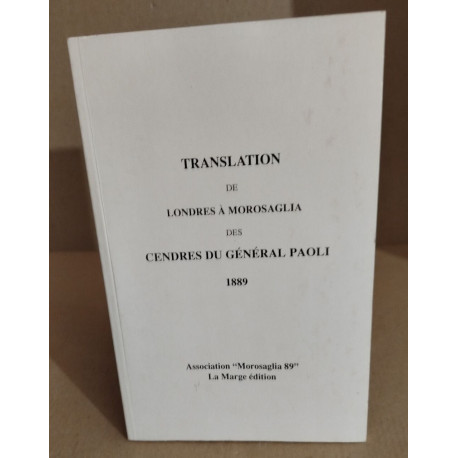 TRANSLATION
DE
LONDRES À MOROSAGLIA
DES
CENDRES DU GÉNÉRAL PAOLI
1889
Association "Morosaglia 89"
La Marge édition